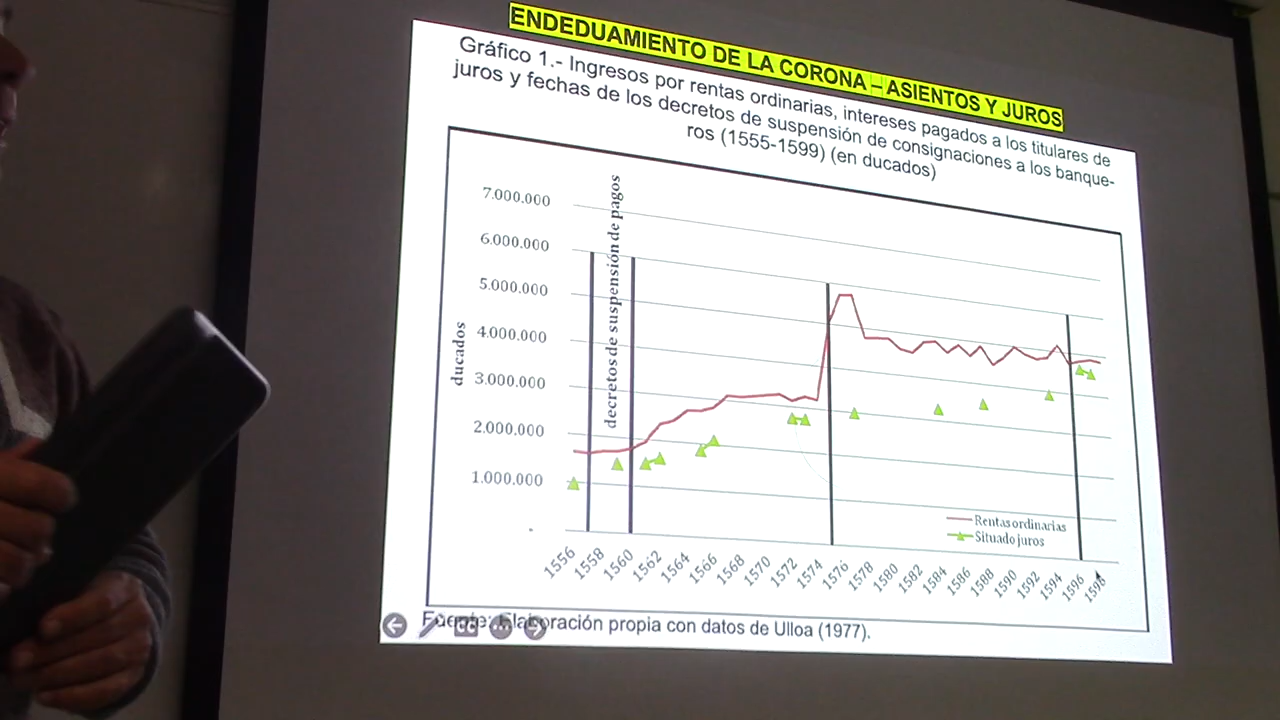 ENDEDUAMIENTO DE LA CORONA – ASIENTOS Y JUROS
Gráfico 1.- Ingresos por rentas ordinarias, intereses pagados a los titulares de
juros y fechas de los decretos de suspensión de consignaciones a los banque-
ros (1555-1599) (en ducados)
7.000.000
6.000.000
5.000.000
4.000.000
3.000.000
2.000.000
1.000.000
-
ducados
decretos de suspensión de pagos
Rentas ordinarias
Situado juros
1556 1558 1560 1562 1564 1566 1568 1570 1572 1574 1576 1578 1580 1582 1584 1586 1588 1590 1592 1594 1596 1598
Fuente: Elaboración propia con datos de Ulloa (1977).
CC